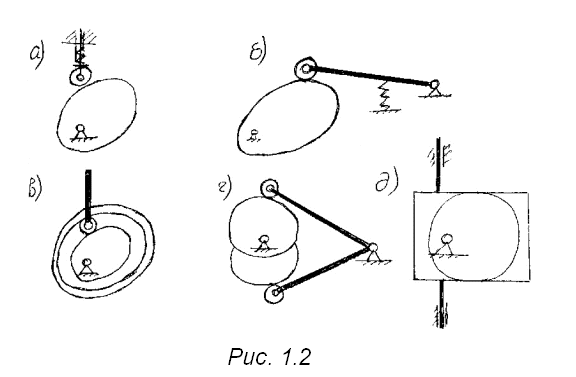 а)
б)
в)
г)
д)
Рис. 1.2